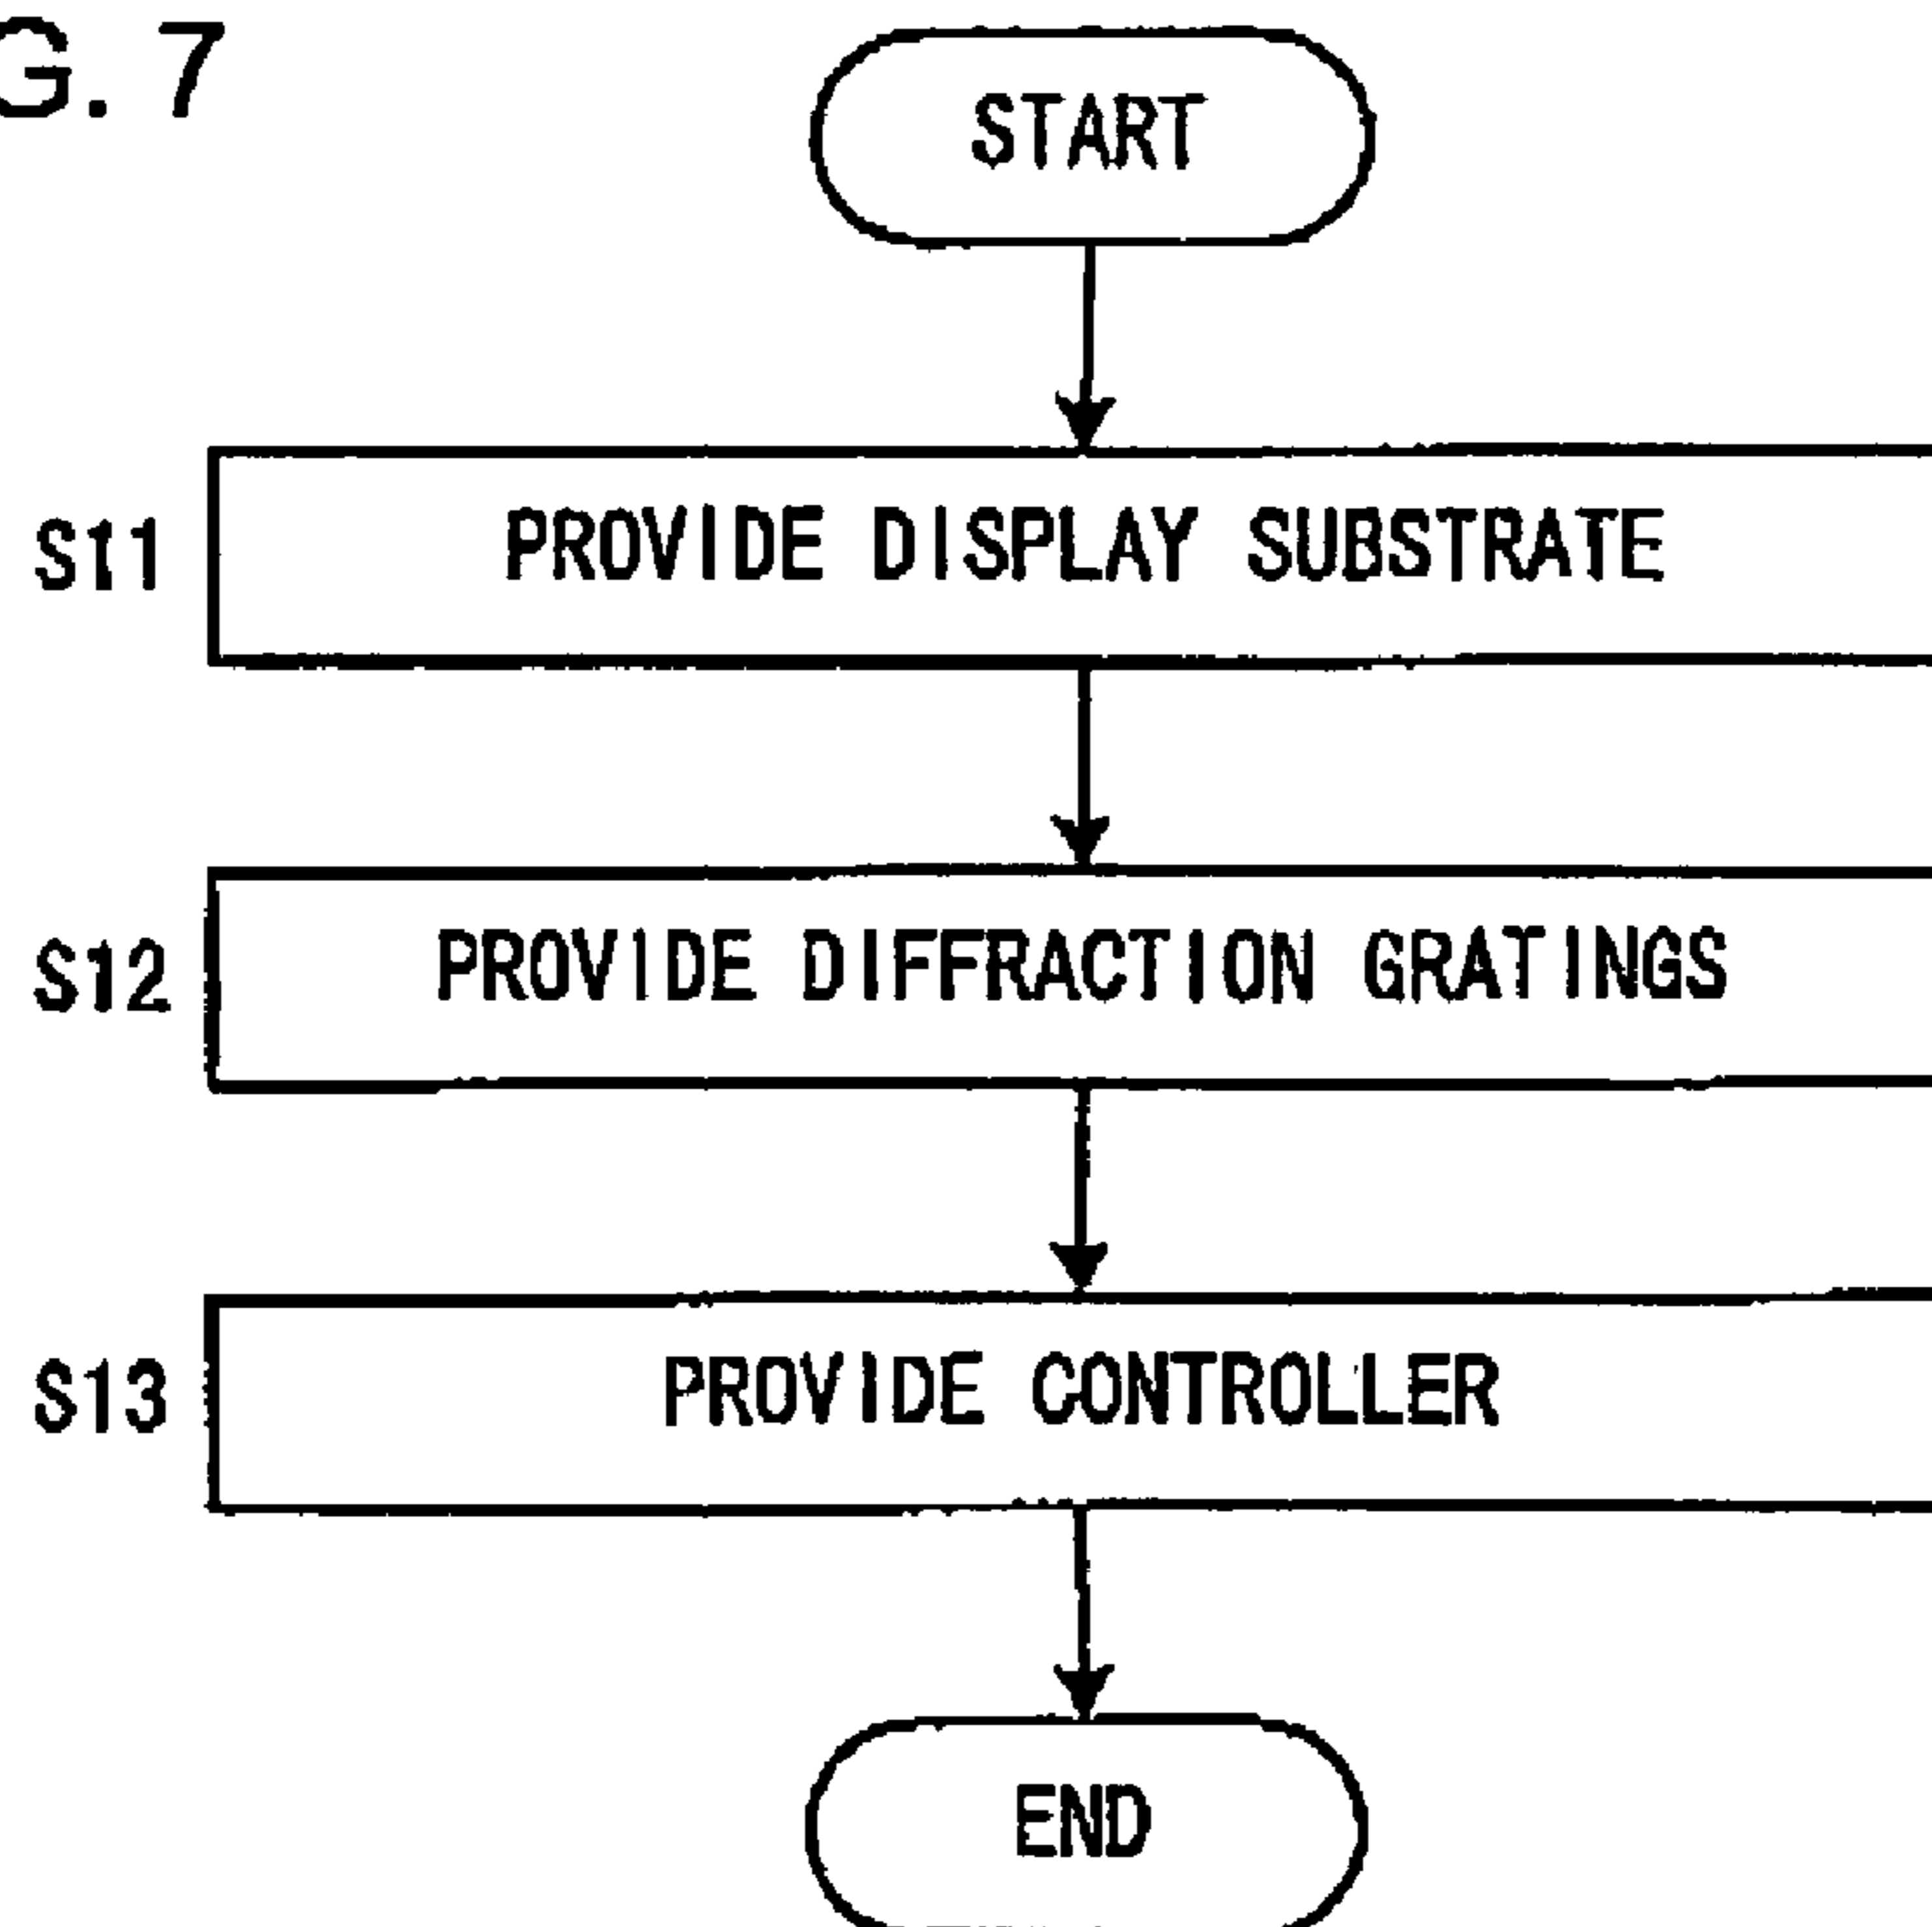 G. 7
START
S11 PROVIDE DISPLAY SUBSTRATE
S12 PROVIDE DIFFRACTION GRATINGS
S13 PROVIDE CONTROLLER
END